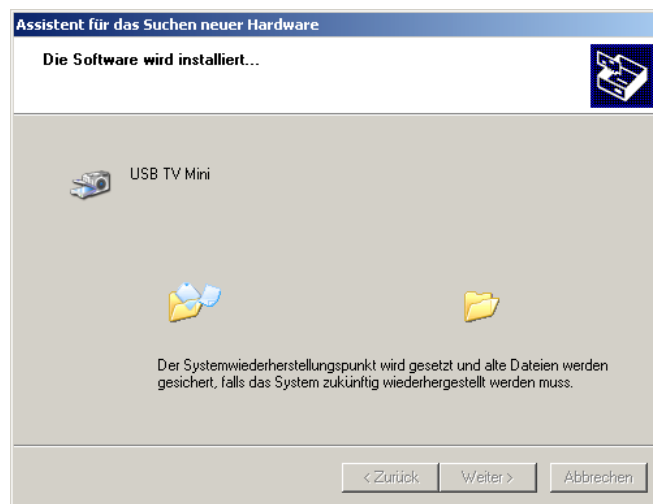 Assistent für das Suchen neuer Hardware
Die Software wird installiert...
USB TV Mini
Der Systemwiederherstellungspunkt wird gesetzt und alte Dateien werden
gesichert, falls das System zukünftig wiederhergestellt werden muss.
< Zurück Weiter > Abbrechen